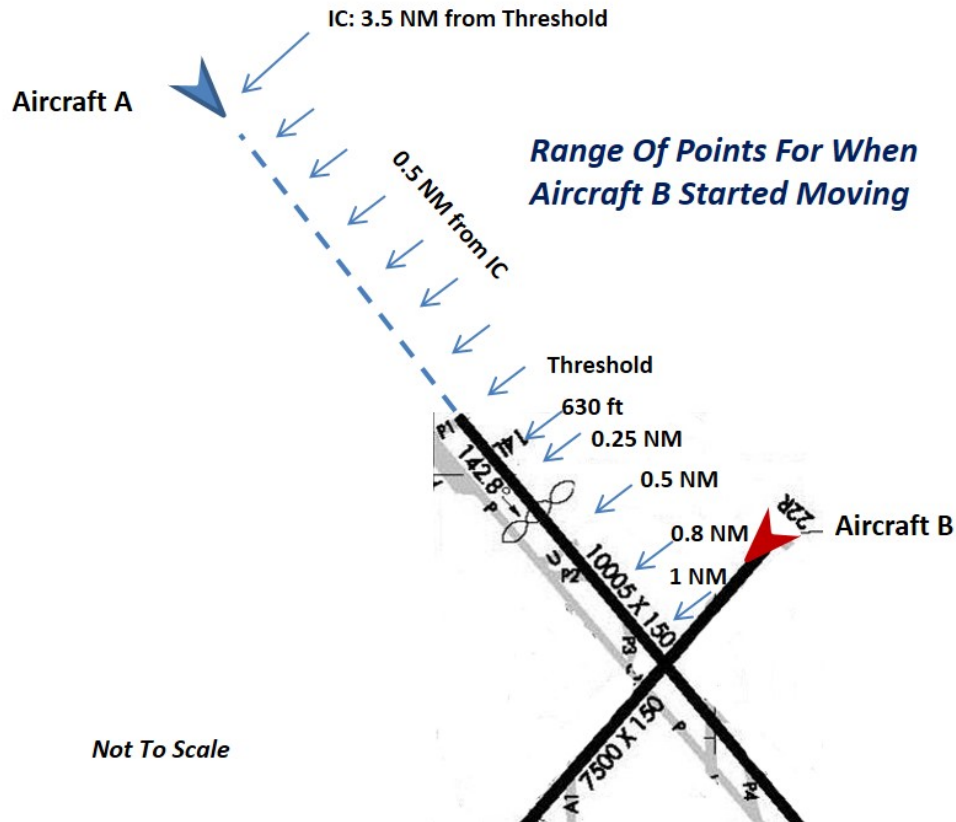 IC: 3.5 NM from Threshold
Aircraft A
Range Of Points For When
Aircraft B Started Moving
0.5 NM from IC
Threshold
630 ft
P1
0.25 NM
142.8°
0.5 NM
P
22R
Aircraft B
0.8 NM
P2
10005 X 150
1 NM
P3
7500 X 150
P
Not To Scale
A1
P4